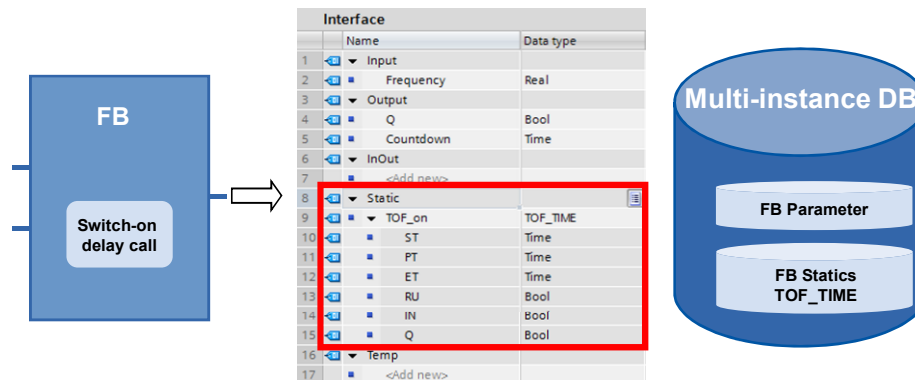 FB
Switch-on
delay call
Interface
Name Data type
1 Input
2 Frequency Real
3 Output
4 Q Bool
5 Countdown Time
6 InOut
7 <Add new>
8 Static
9 TOF_on TOF_TIME
10 ST Time
11 PT Time
12 ET Time
13 RU Bool
14 IN Bool
15 Q Bool
16 Temp
17 <Add new>
Multi-instance DB
FB Parameter
FB Statics
TOF_TIME